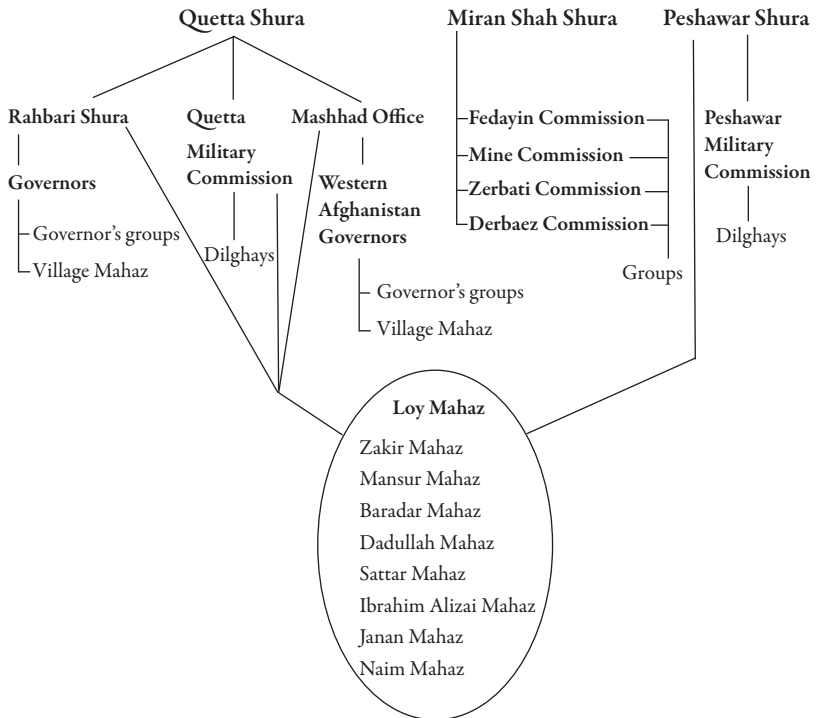 Quetta Shura
Miran Shah Shura
Peshawar Shura
Rahbari Shura
Governors
Governor's groups
Village Mahaz
Quetta
Military
Commission
Dilghays
Mashhad Office
Western
Afghanistan
Governors
Governor's groups
Village Mahaz
Fedayin Commission
Mine Commission
Zerbati Commission
Derbaez Commission
Groups
Peshawar
Military
Commission
Dilghays
Loy Mahaz
Zakir Mahaz
Mansur Mahaz
Baradar Mahaz
Dadullah Mahaz
Sattar Mahaz
Ibrahim Alizai Mahaz
Janan Mahaz
Naim Mahaz